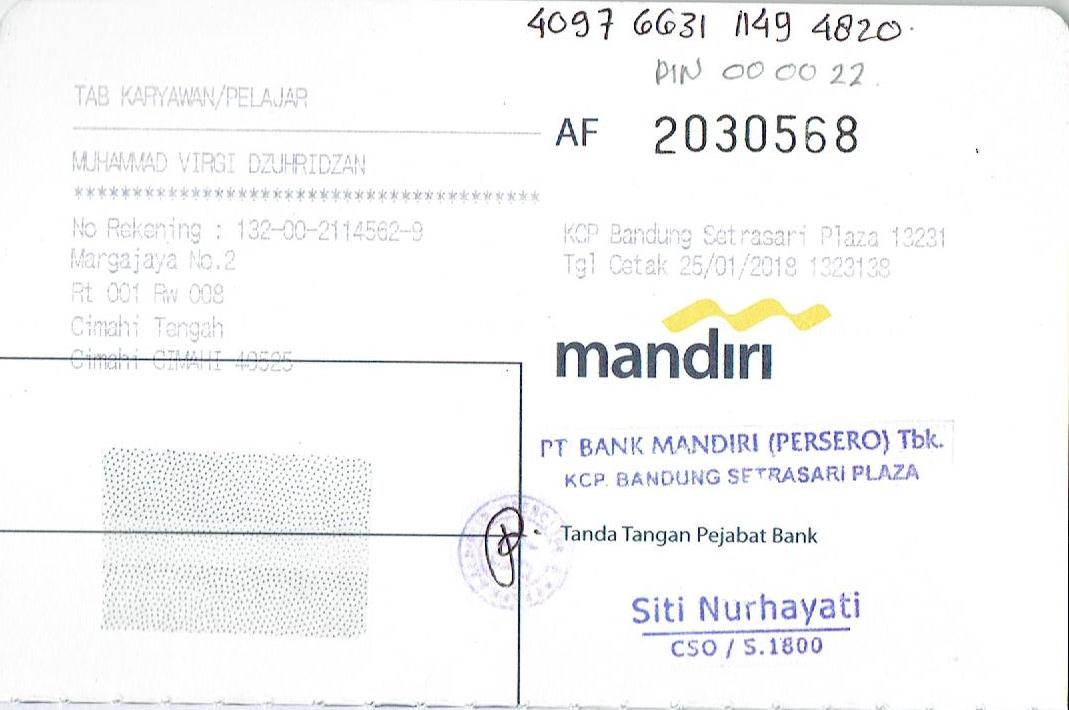 4097 6631 1149 4820.
PIN 00 00 22.
TAB KARYAWAN/PELAJAR
AF 2030568
MUHAMMAD VIRGI DZUHRIDZAN
****************************************
No Rekening : 132-00-2114562-9
Margajaya No.2
Rt 001 Rw 008
Cimahi Tengah
Cimahi CIMAHI 40525
KCP Bandung Setrasari Plaza 13231
Tgl Cetak 25/01/2018 1323138
mandiri
PT BANK MANDIRI (PERSERO) Tbk.
KCP. BANDUNG SETRASARI PLAZA
Tanda Tangan Pejabat Bank
Siti Nurhayati
CSO / S.1800